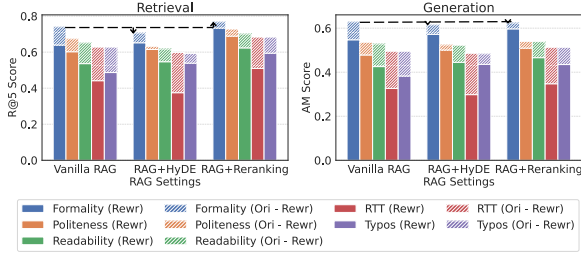 Retrieval
R@5 Score
0.8
0.6
0.4
0.2
0.0
Vanilla RAG
RAG+HyDE
RAG+Reranking
RAG Settings
Generation
AM Score
0.6
0.4
0.2
0.0
Vanilla RAG
RAG+HyDE
RAG+Reranking
RAG Settings
Formality (Rewr)
Formality (Ori - Rewr)
RTT (Rewr)
RTT (Ori - Rewr)
Politeness (Rewr)
Politeness (Ori - Rewr)
Typos (Rewr)
Typos (Ori - Rewr)
Readability (Rewr)
Readability (Ori - Rewr)